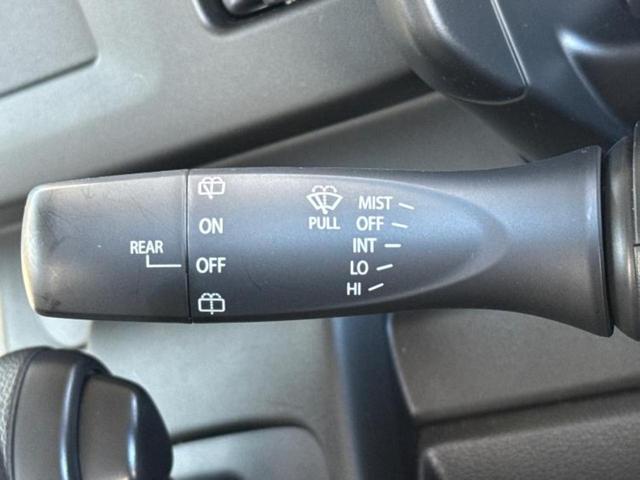 REAR
ON
OFF
PULL
MIST
OFF
INT
LO
HI